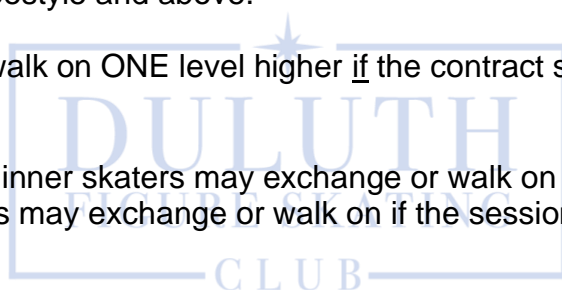 estyle and above.
walk on ONE level higher if the contract s
inner skaters may exchange or walk on
s may exchange or walk on if the session
DULUTH
FIGURE SKATING
CLUB